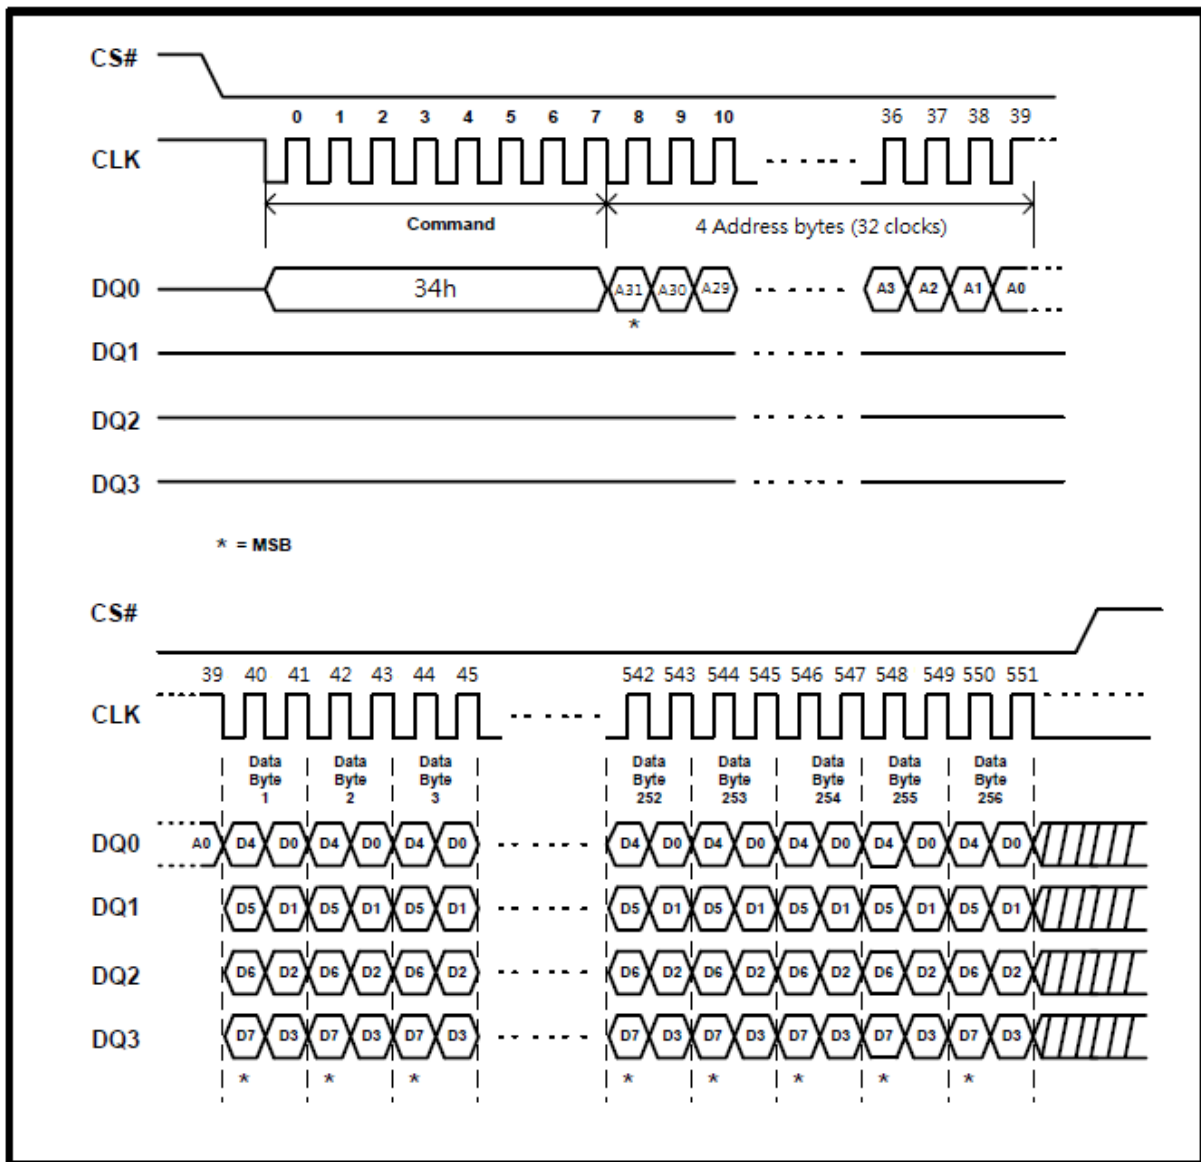 CS#
0 1 2 3 4 5 6 7 8 9 10 36 37 38 39
CLK
Command 4 Address bytes (32 clocks)
DQ0 34h A31 A30 A29 A3 A2 A1 A0
*
DQ1
DQ2
DQ3
* = MSB
CS#
39 40 41 42 43 44 45 542 543 544 545 546 547 548 549 550 551
CLK
Data Data Data Data Data Data Data Data
Byte Byte Byte Byte Byte Byte Byte Byte
1 2 3 252 253 254 255 256
DQ0 A0 D4 D0 D4 D0 D4 D0 D4 D0 D4 D0 D4 D0 D4 D0 D4 D0
DQ1 D5 D1 D5 D1 D5 D1 D5 D1 D5 D1 D5 D1 D5 D1 D5 D1
DQ2 D6 D2 D6 D2 D6 D2 D6 D2 D6 D2 D6 D2 D6 D2 D6 D2
DQ3 D7 D3 D7 D3 D7 D3 D7 D3 D7 D3 D7 D3 D7 D3 D7 D3
* * * * * * * *